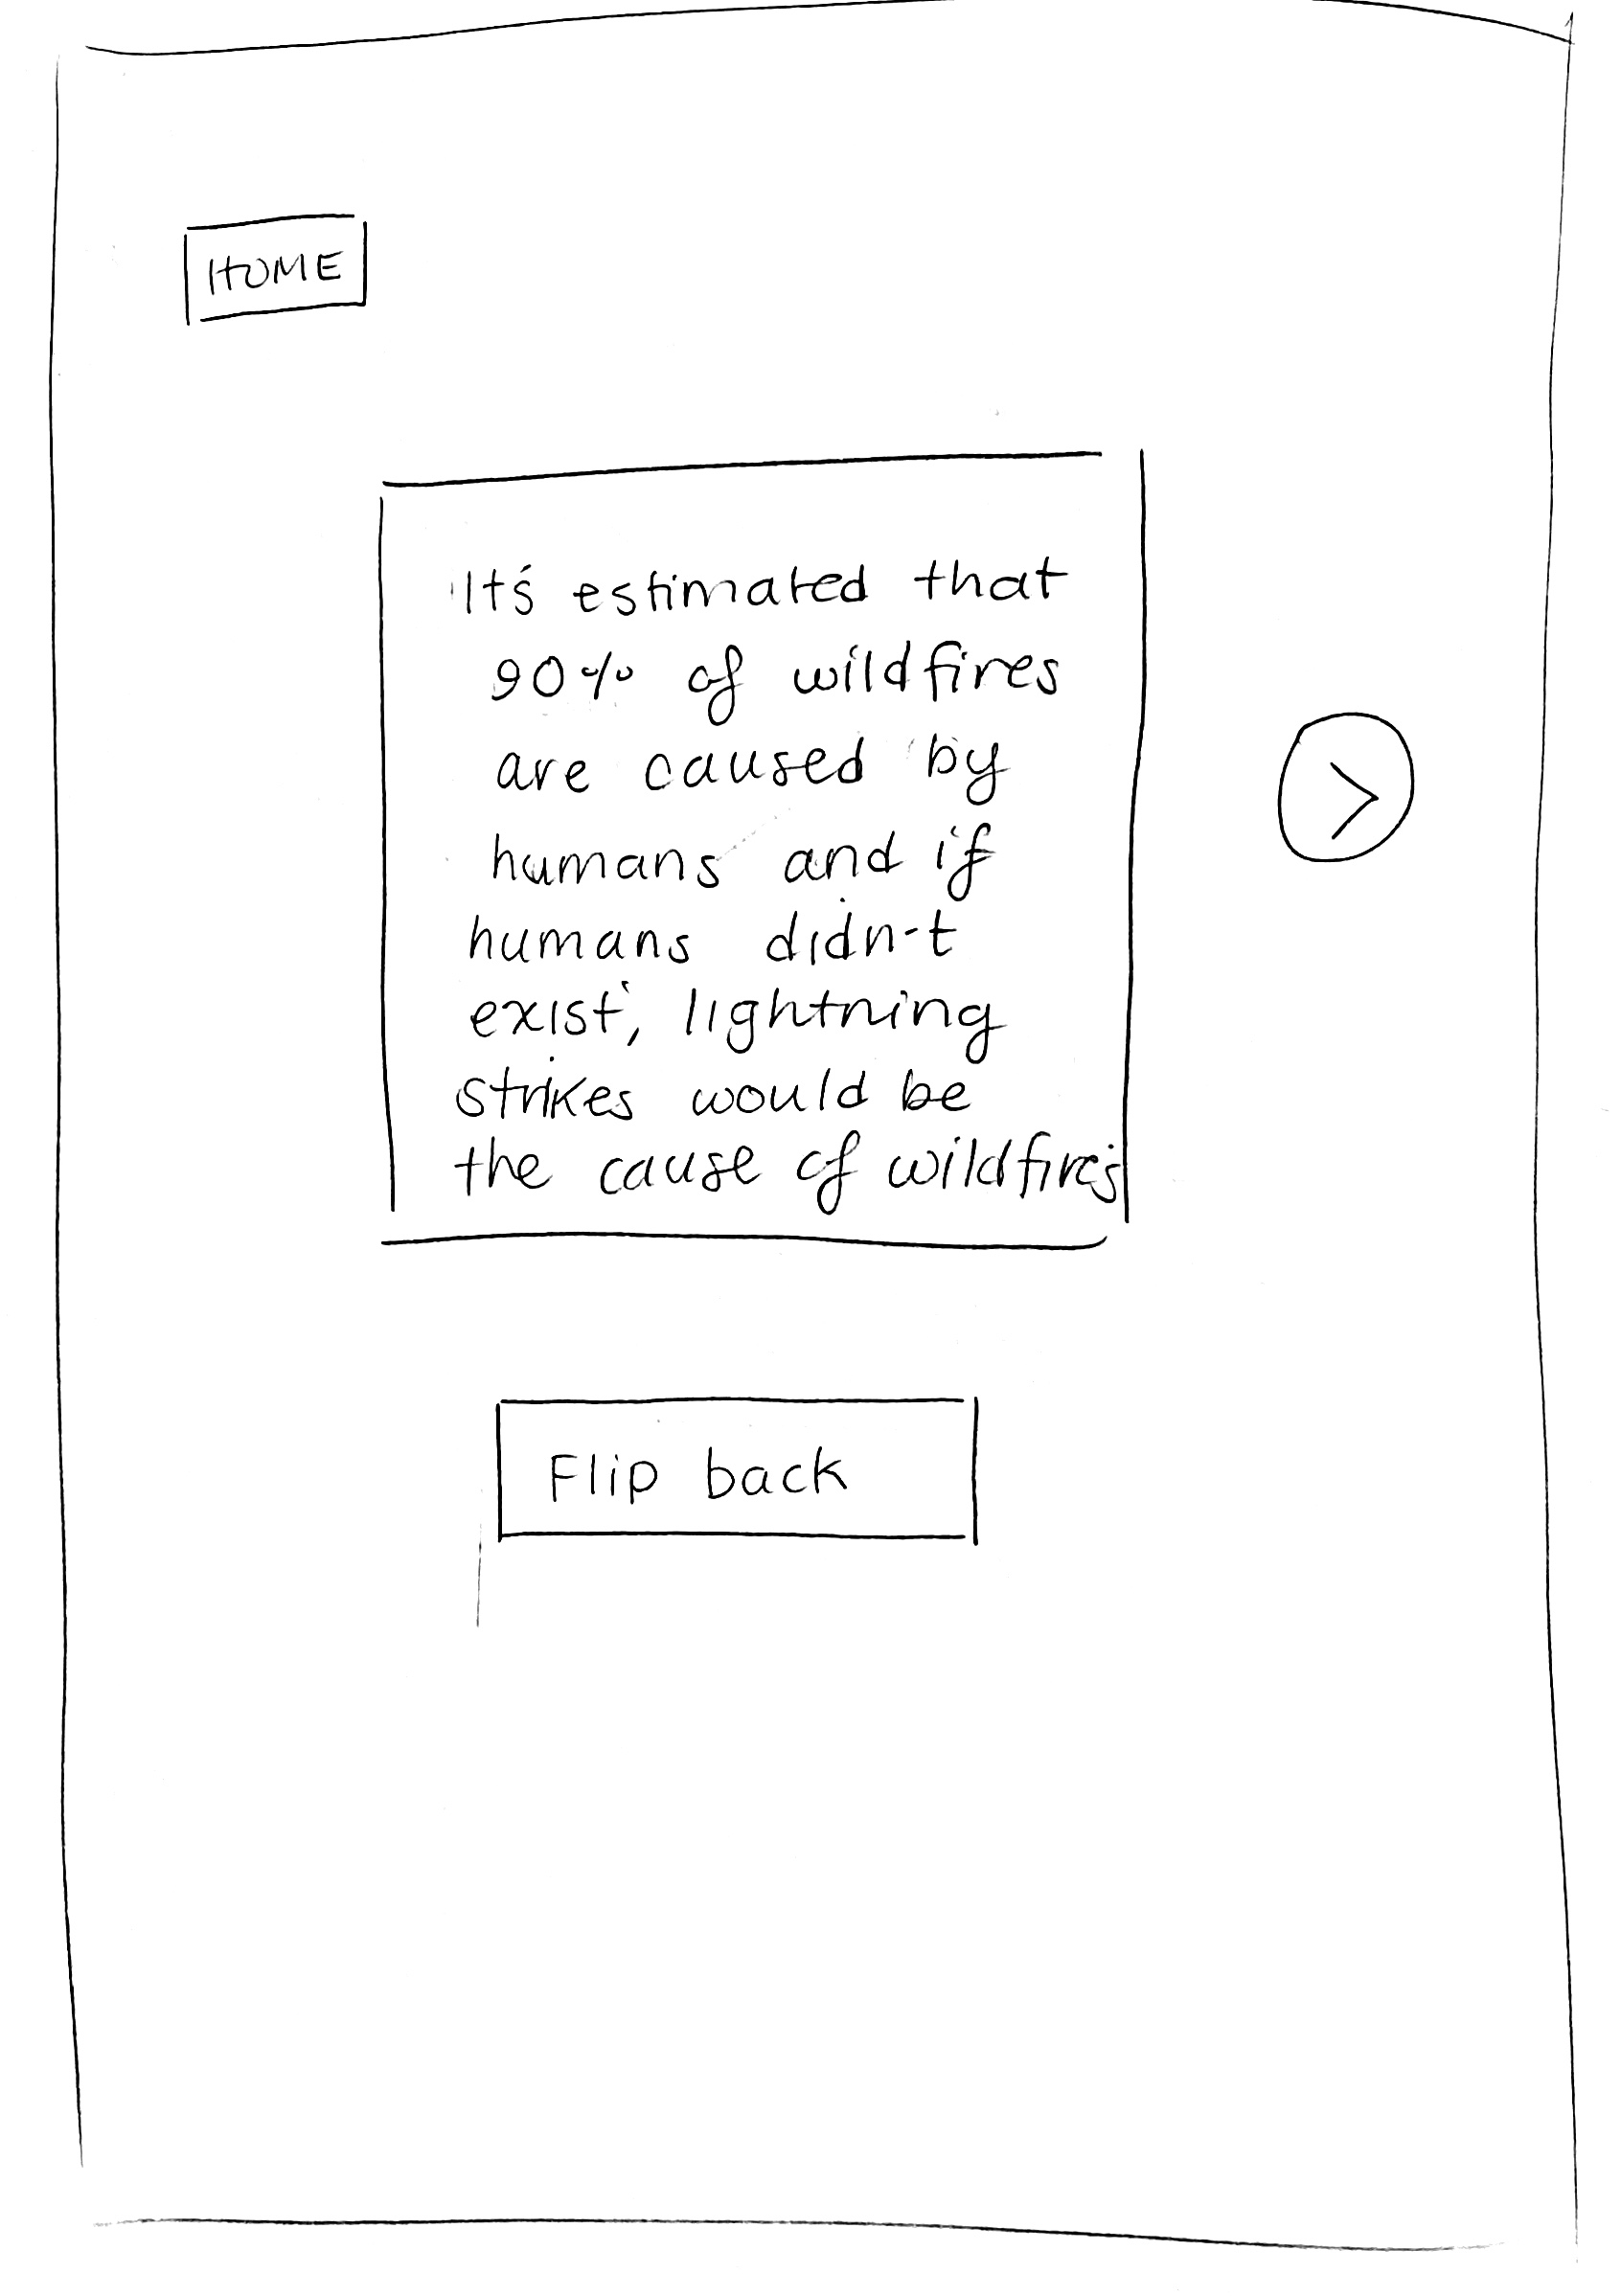 HOME
It's estimated that
90% of wildfires
are caused by
humans and if
humans didn-t
exist, lightning
strikes would be
the cause of wildfires
>
Flip back